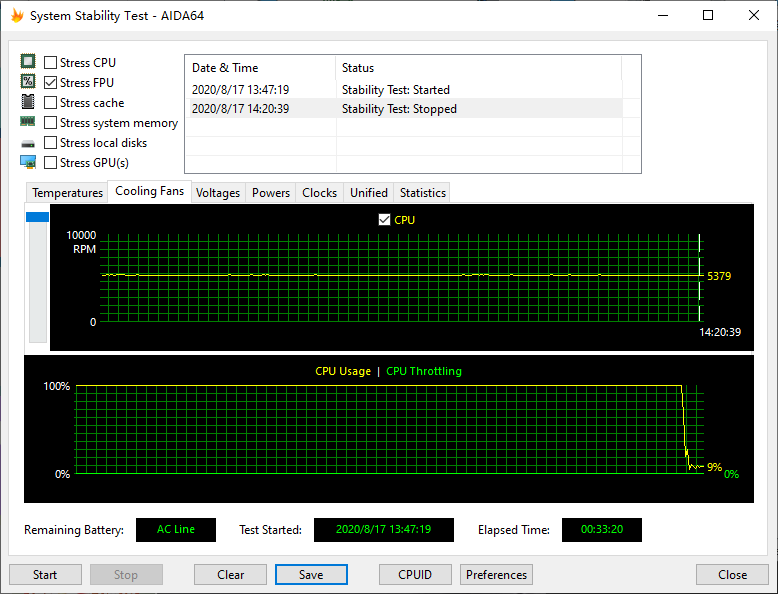 System Stability Test - AIDA64
Stress CPU
Stress FPU
Stress cache
Stress system memory
Stress local disks
Stress GPU(s)
Date & Time Status
2020/8/17 13:47:19 Stability Test: Started
2020/8/17 14:20:39 Stability Test: Stopped
Temperatures Cooling Fans Voltages Powers Clocks Unified Statistics
CPU
10000
RPM
5379
0
14:20:39
CPU Usage | CPU Throttling
100%
0%
9%
0%
Remaining Battery: AC Line Test Started: 2020/8/17 13:47:19 Elapsed Time: 00:33:20
Start Stop Clear Save CPUID Preferences Close